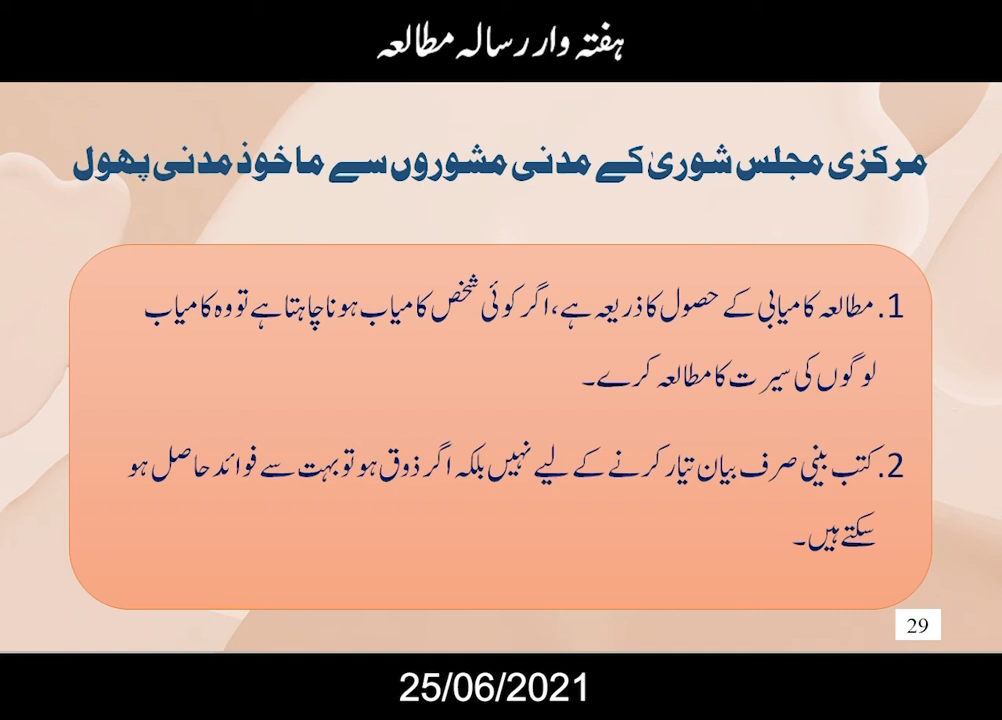 ہفتہ وار رسالہ مطالعہ
مرکزی مجلس شوریٰ کے مدنی مشوروں سے ماخوذ مدنی پھول
1. مطالعہ کامیابی کے حصول کا ذریعہ ہے، اگر کوئی شخص کامیاب ہونا چاہتا ہے تو وہ کامیاب
لوگوں کی سیرت کا مطالعہ کرے۔
2. کتب بینی صرف بیان تیار کرنے کے لیے نہیں بلکہ اگر ذوق ہو تو بہت سے فوائد حاصل ہو
سکتے ہیں۔
29
25/06/2021